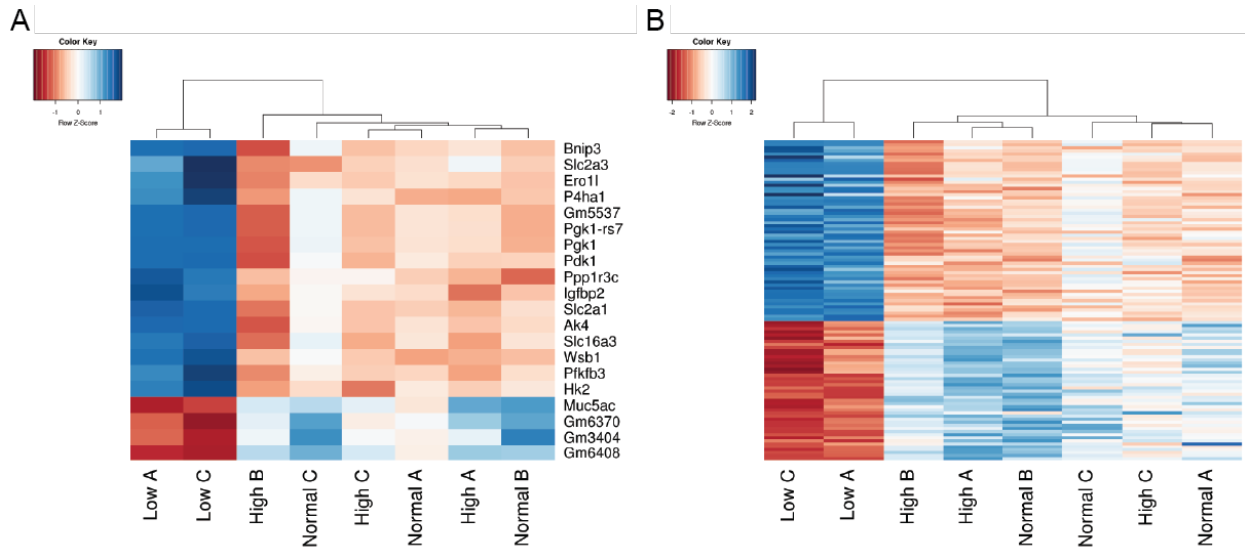 A
Color Key
-1 0 1
Row Z-Score
Bnip3
Slc2a3
Ero1l
P4ha1
Gm5537
Pgk1-rs7
Pgk1
Pdk1
Ppp1r3c
Igfbp2
Slc2a1
Ak4
Slc16a3
Wsb1
Pfkfb3
Hk2
Muc5ac
Gm6370
Gm3404
Gm6408
Low A
Low C
High B
Normal C
High C
Normal A
High A
Normal B
B
Color Key
-2 -1 0 1 2
Row Z-Score
Low C
Low A
High B
High A
Normal B
Normal C
High C
Normal A